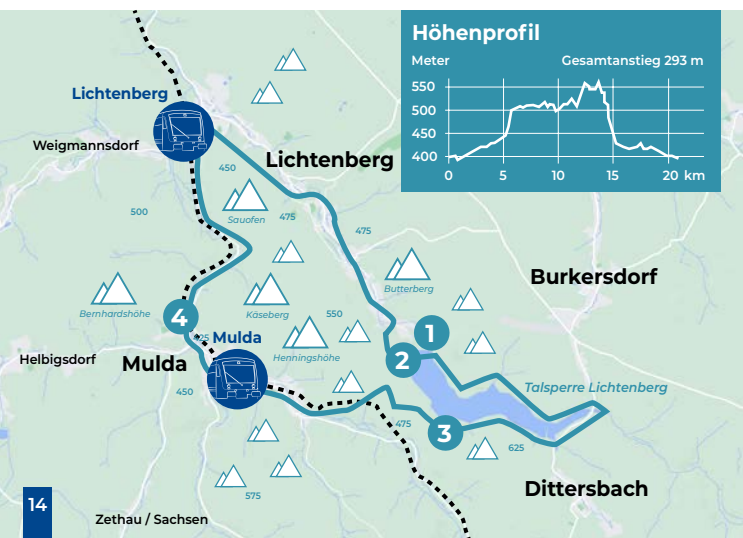 Höhenprofil
Meter Gesamtanstieg 293 m
550
500
450
400
0 5 10 15 20 km
Lichtenberg
Weigmannsdorf
Lichtenberg
450
500
Sauofen
475
475
Butterberg
Burkersdorf
Bernhardshöhe
Käseberg
550
4
Mulda
1
Henningshöhe
2
Helbigsdorf
Mulda
Talsperre Lichtenberg
450
475
3
625
Dittersbach
575
14
Zethau / Sachsen